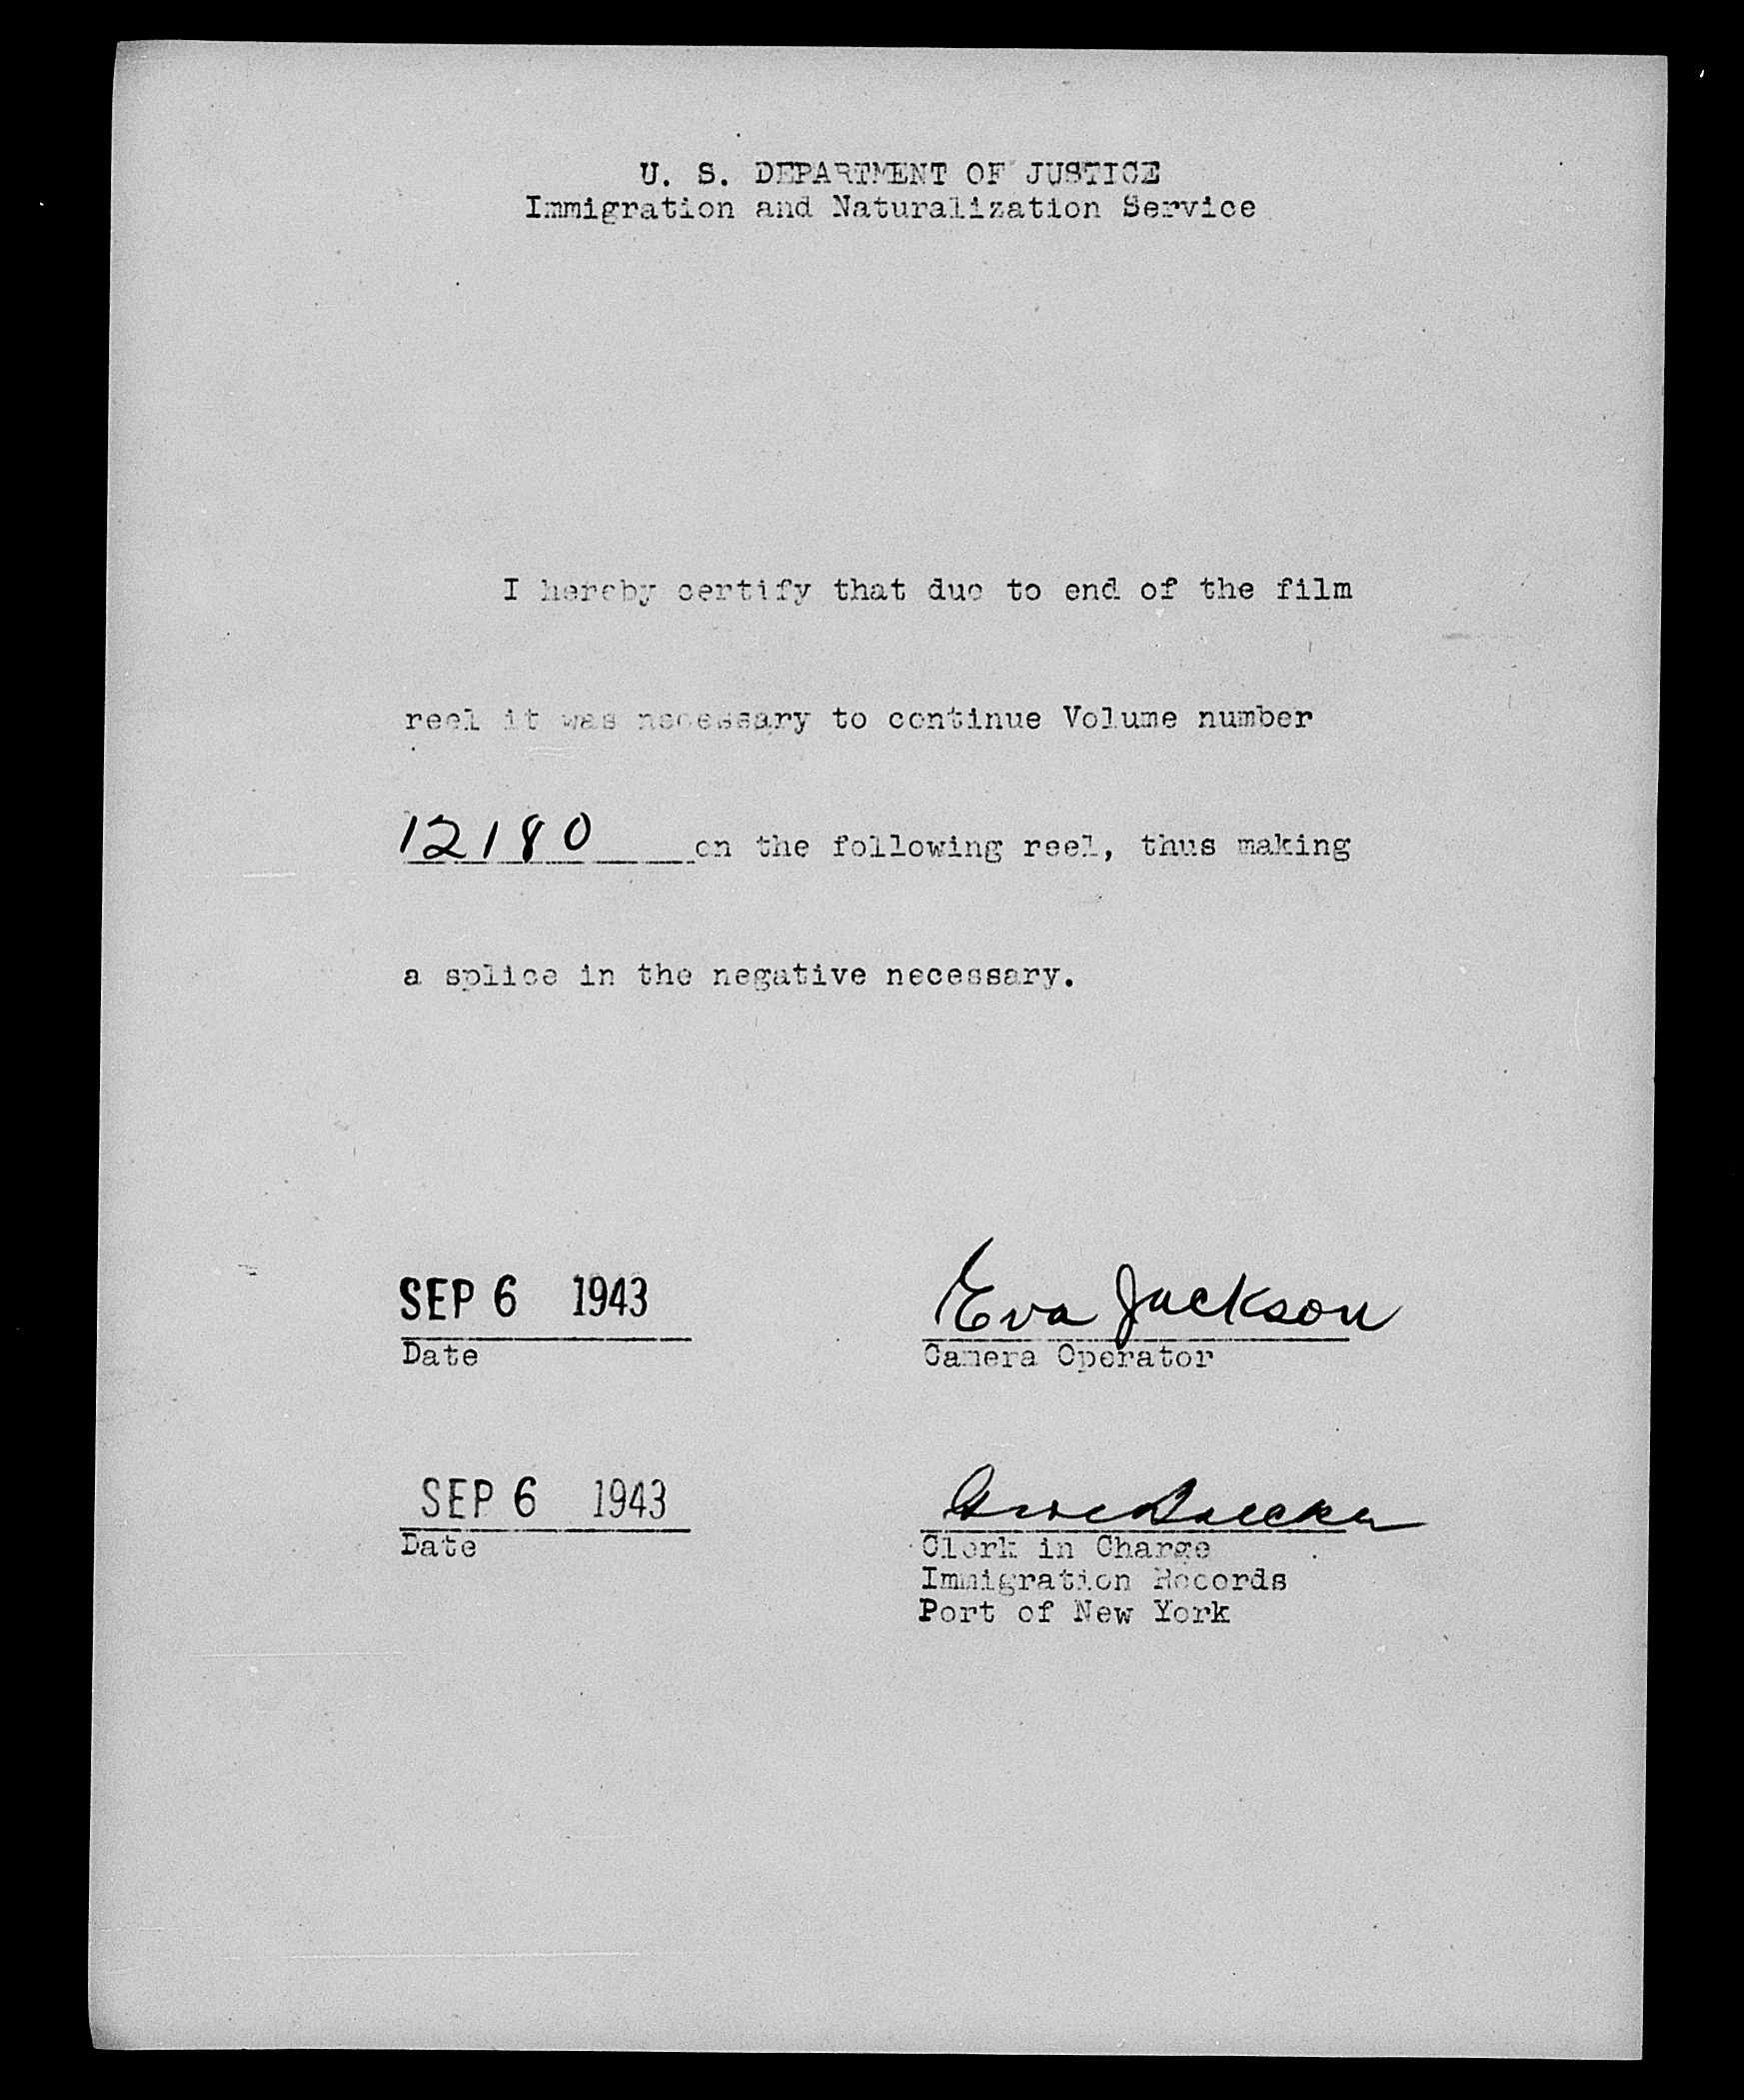 U. S. DEPARTMENT OF JUSTICE
Immigration and Naturalization Service
I hereby certify that due to end of the film
reel it was necessary to continue Volume number
12180 on the following reel, thus making
a splice in the negative necessary.
SEP 6 1943 Eva Jackson
Date Camera Operator
SEP 6 1943
Date Clerk in Charge
Immigration Records
Port of New York